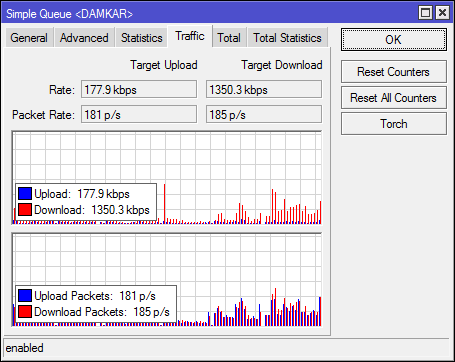 Simple Queue <DAMKAR>
General Advanced Statistics Traffic Total Total Statistics
OK
Target Upload Target Download
Rate: 177.9 kbps 1350.3 kbps
Reset Counters
Packet Rate: 181 p/s 185 p/s
Reset All Counters
Torch
Upload: 177.9 kbps
Download: 1350.3 kbps
Upload Packets: 181 p/s
Download Packets: 185 p/s
enabled